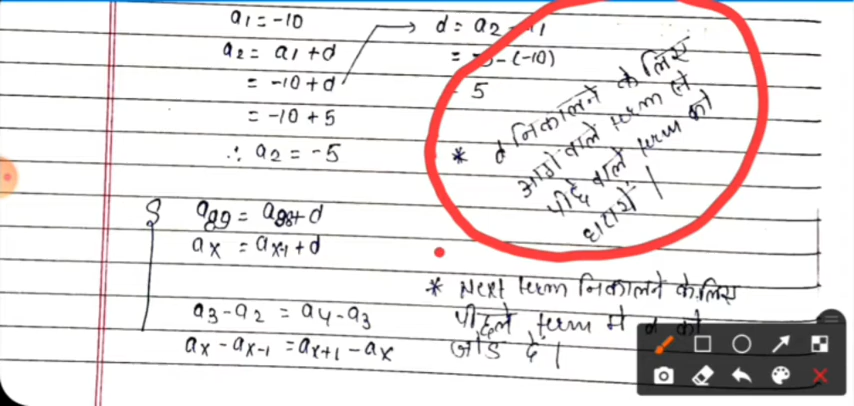 a₁ = -10
a₂ = a₁ + d
= -10 + d
= -10 + 5
∴ a₂ = -5
d = a₂ -
- (-10)
5
* d निकालने के लिए
आगे वाले term से
पीछे वाले term को
घटाएँ।
a₉₉ = a₉₈ + d
aₓ = aₓ₋₁ + d
a₃ - a₂ = a₄ - a₃
aₓ - aₓ₋₁ = aₓ₊₁ - aₓ
* Next term निकालने के लिए
पीछले term में d को
जोड़ दें।